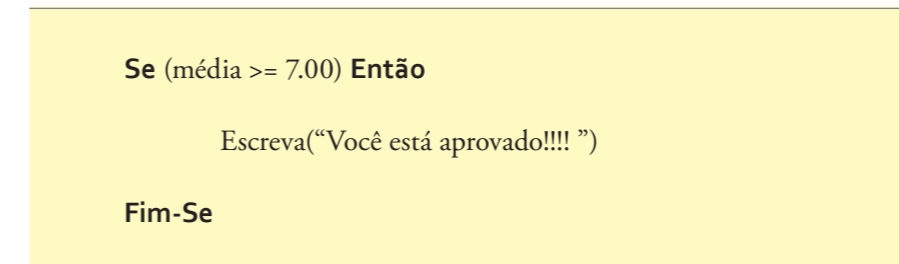 Se (média >= 7.00) Então
Escreva(“Você está aprovado!!!! ”)
Fim-Se